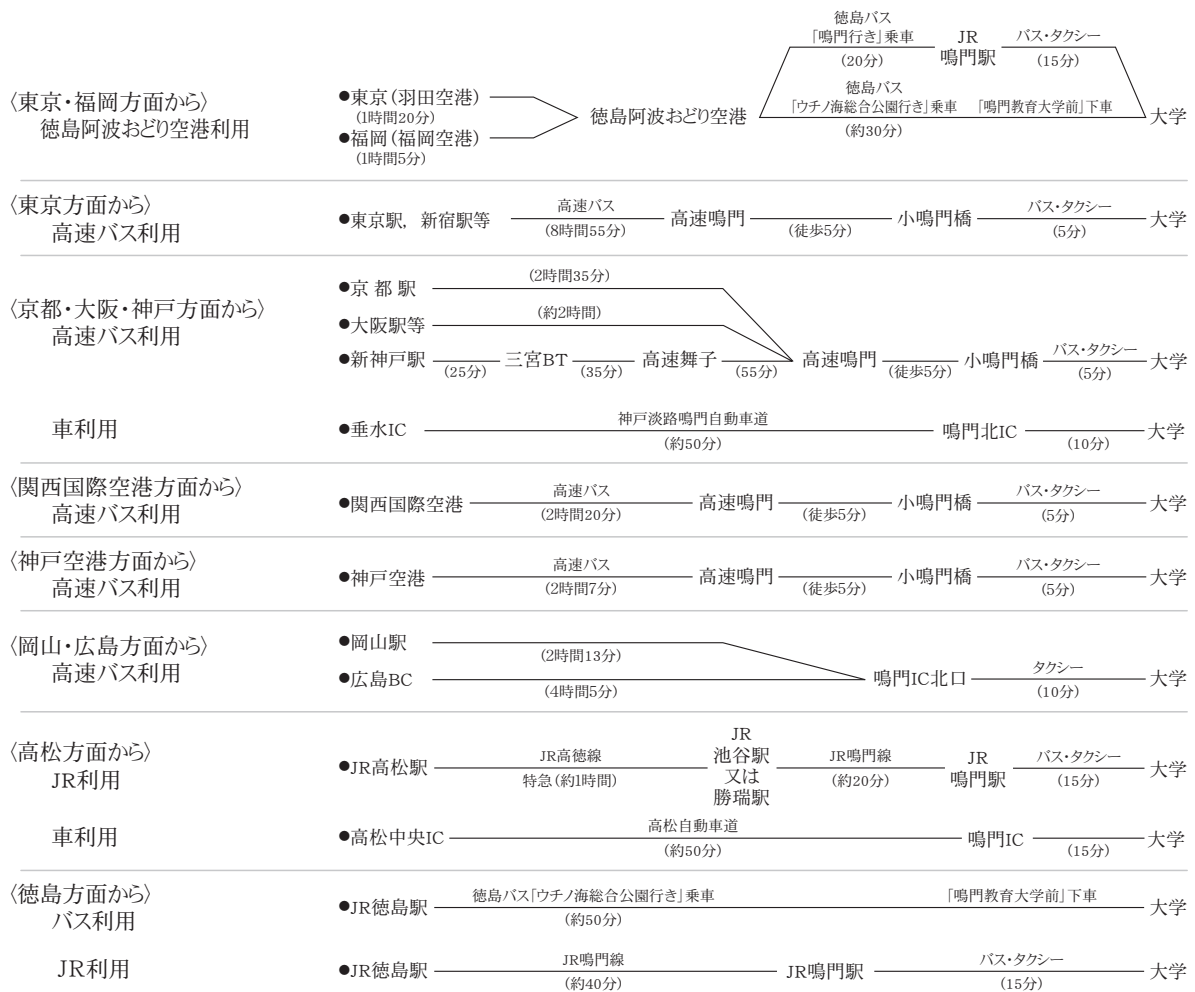 〈東京・福岡方面から〉
徳島阿波おどり空港利用
●東京(羽田空港)
(1時間20分)
●福岡(福岡空港)
(1時間5分)
徳島阿波おどり空港
徳島バス
「鳴門行き」乗車
(20分)
JR
鳴門駅
バス・タクシー
(15分)
徳島バス
「ウチノ海総合公園行き」乗車 「鳴門教育大学前」下車
(約30分)
大学
〈東京方面から〉
高速バス利用
●東京駅, 新宿駅等
高速バス
(8時間55分)
高速鳴門
(徒歩5分)
小鳴門橋
バス・タクシー
(5分)
大学
〈京都・大阪・神戸方面から〉
高速バス利用
●京都駅
(2時間35分)
●大阪駅等
(約2時間)
●新神戸駅
(25分)
三宮BT
(35分)
高速舞子
(55分)
高速鳴門
(徒歩5分)
小鳴門橋
バス・タクシー
(5分)
大学
車利用
●垂水IC
神戸淡路鳴門自動車道
(約50分)
鳴門北IC
(10分)
大学
〈関西国際空港方面から〉
高速バス利用
●関西国際空港
高速バス
(2時間20分)
高速鳴門
(徒歩5分)
小鳴門橋
バス・タクシー
(5分)
大学
〈神戸空港方面から〉
高速バス利用
●神戸空港
高速バス
(2時間7分)
高速鳴門
(徒歩5分)
小鳴門橋
バス・タクシー
(5分)
大学
〈岡山・広島方面から〉
高速バス利用
●岡山駅
(2時間13分)
●広島BC
(4時間5分)
鳴門IC北口
タクシー
(10分)
大学
〈高松方面から〉
JR利用
●JR高松駅
JR高徳線
特急(約1時間)
JR
池谷駅
又は
勝瑞駅
JR鳴門線
(約20分)
JR
鳴門駅
バス・タクシー
(15分)
大学
車利用
●高松中央IC
高松自動車道
(約50分)
鳴門IC
(15分)
大学
〈徳島方面から〉
バス利用
●JR徳島駅
徳島バス「ウチノ海総合公園行き」乗車
(約50分)
「鳴門教育大学前」下車
大学
JR利用
●JR徳島駅
JR鳴門線
(約40分)
JR鳴門駅
バス・タクシー
(15分)
大学